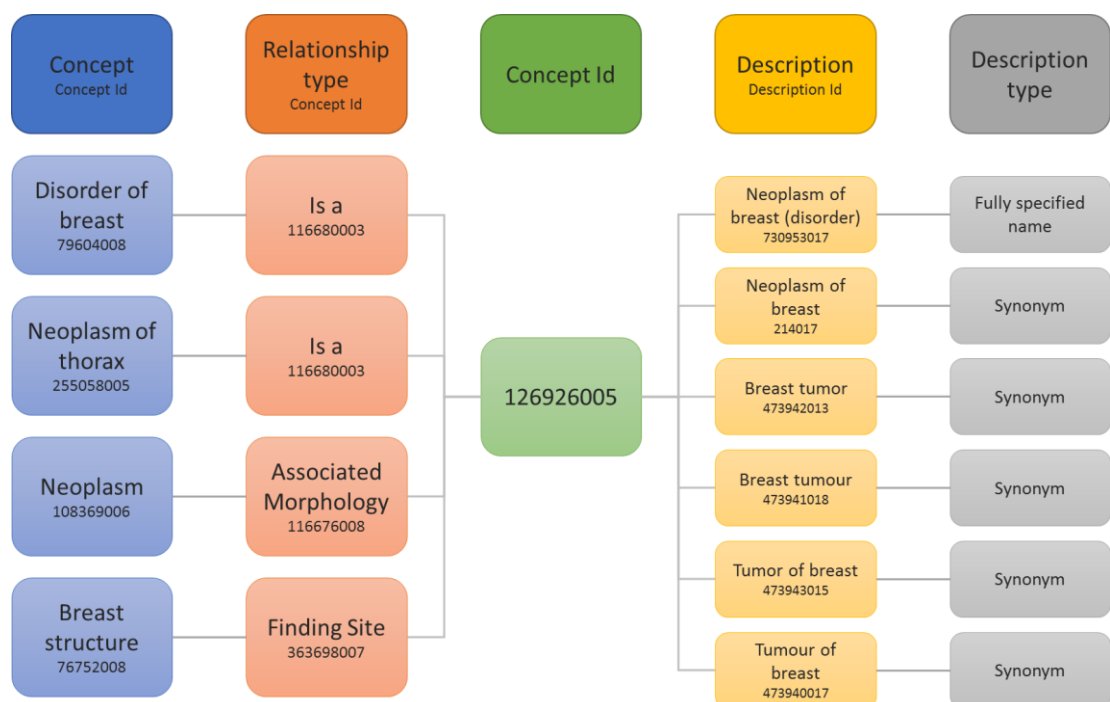 Concept
Concept Id
Relationship
type
Concept Id
Concept Id
Description
Description Id
Description
type
Disorder of
breast
79604008
Is a
116680003
Neoplasm of
thorax
255058005
Is a
116680003
Neoplasm
108369006
Associated
Morphology
116676008
Breast
structure
76752008
Finding Site
363698007
126926005
Neoplasm of
breast (disorder)
730953017
Fully specified
name
Neoplasm of
breast
214017
Synonym
Breast tumor
473942013
Synonym
Breast tumour
473941018
Synonym
Tumor of breast
473943015
Synonym
Tumour of
breast
473940017
Synonym